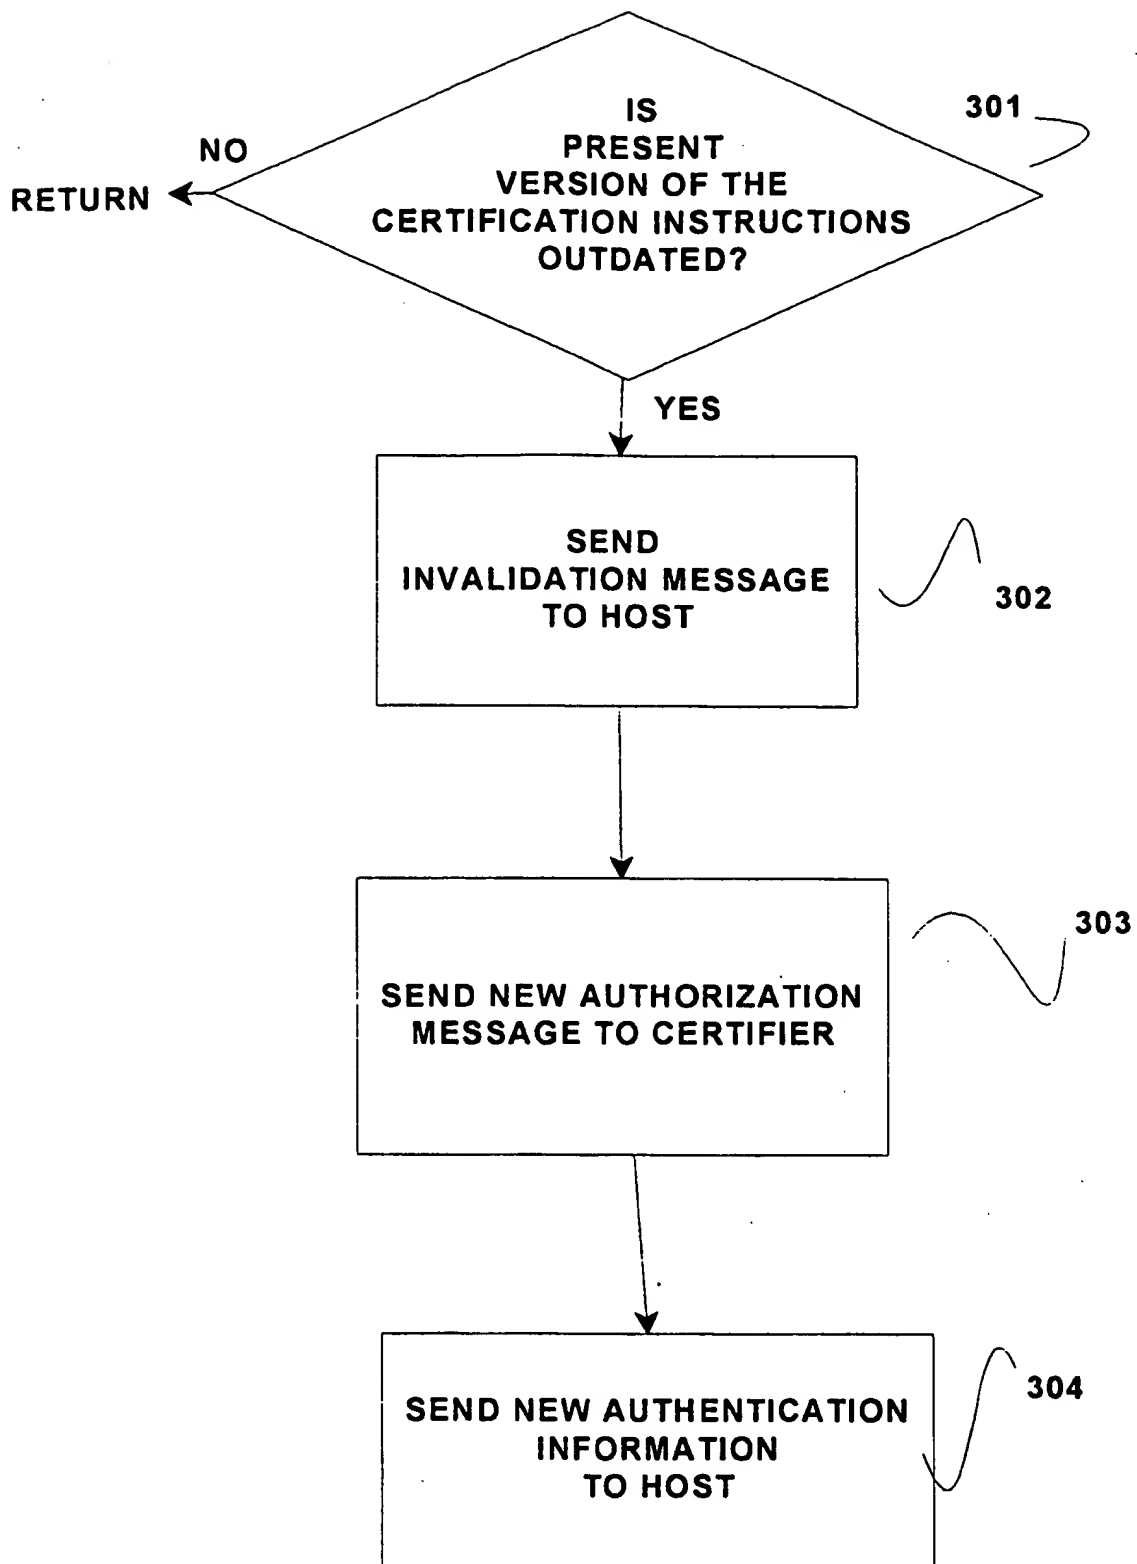 IS
PRESENT
VERSION OF THE
CERTIFICATION INSTRUCTIONS
OUTDATED?
301
NO
RETURN
YES
SEND
INVALIDATION MESSAGE
TO HOST
302
303
SEND NEW AUTHORIZATION
MESSAGE TO CERTIFIER
304
SEND NEW AUTHENTICATION
INFORMATION
TO HOST